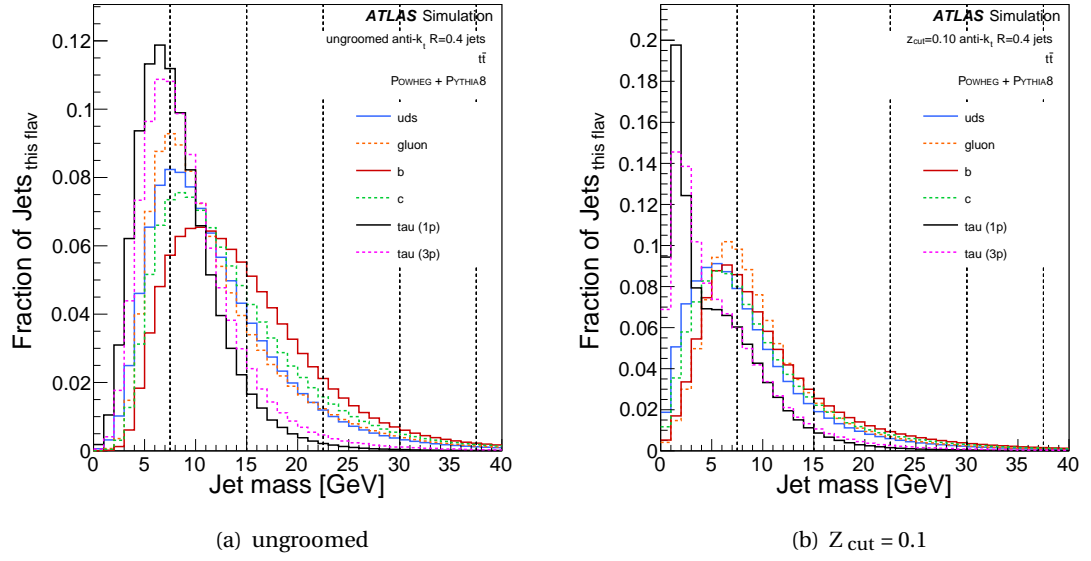 ATLAS Simulation
ungroomed anti-kt R=0.4 jets
tt̄
POWHEG + PYTHIA8
uds
gluon
b
c
tau (1p)
tau (3p)
Fraction of Jets this flav
0
0.02
0.04
0.06
0.08
0.1
0.12
0 5 10 15 20 25 30 35 40
Jet mass [GeV]
(a) ungroomed
ATLAS Simulation
zcut=0.10 anti-kt R=0.4 jets
tt̄
POWHEG + PYTHIA8
uds
gluon
b
c
tau (1p)
tau (3p)
Fraction of Jets this flav
0
0.02
0.04
0.06
0.08
0.1
0.12
0.14
0.16
0.18
0.2
0 5 10 15 20 25 30 35 40
Jet mass [GeV]
(b) Z cut = 0.1